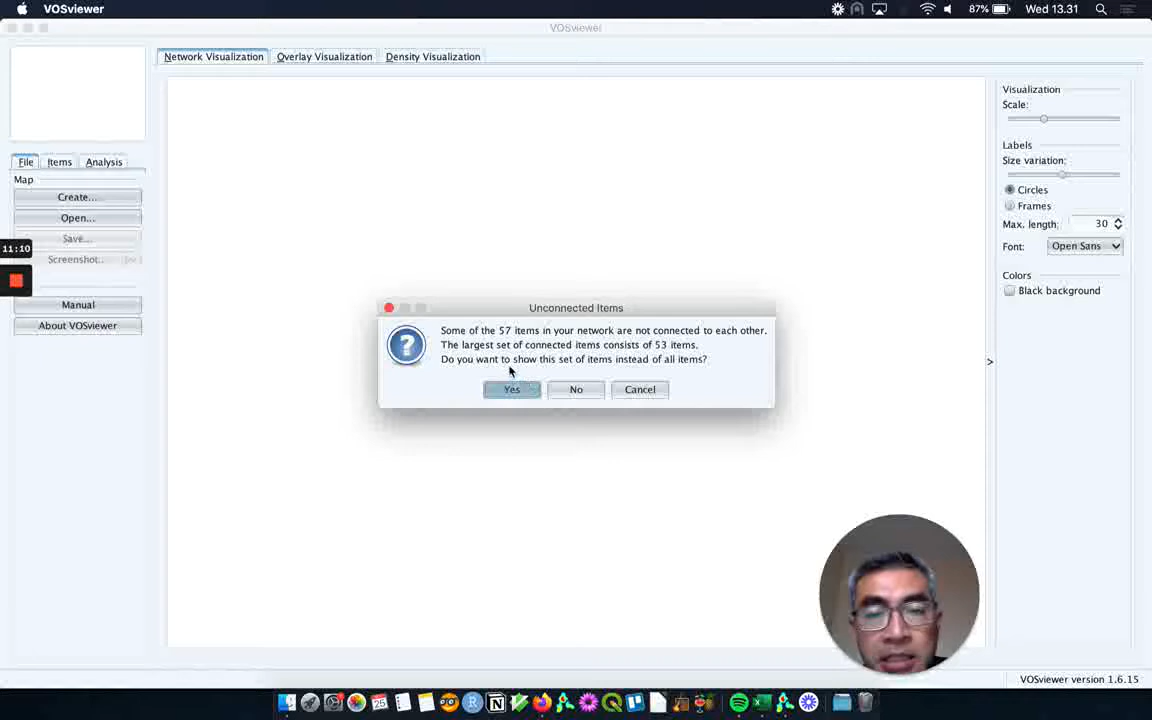 VOSviewer
87%
Wed 13.31
VOSviewer
Network Visualization
Overlay Visualization
Density Visualization
File
Items
Analysis
Map
Create...
Open...
Save...
11:10
Screenshot..
Manual
About VOSviewer
Unconnected Items
Some of the 57 items in your network are not connected to each other.
The largest set of connected items consists of 53 items.
Do you want to show this set of items instead of all items?
Yes
No
Cancel
Visualization
Scale:
Labels
Size variation:
Circles
Frames
Max. length:
30
Font:
Open Sans
Colors
Black background
>
VOSviewer version 1.6.15